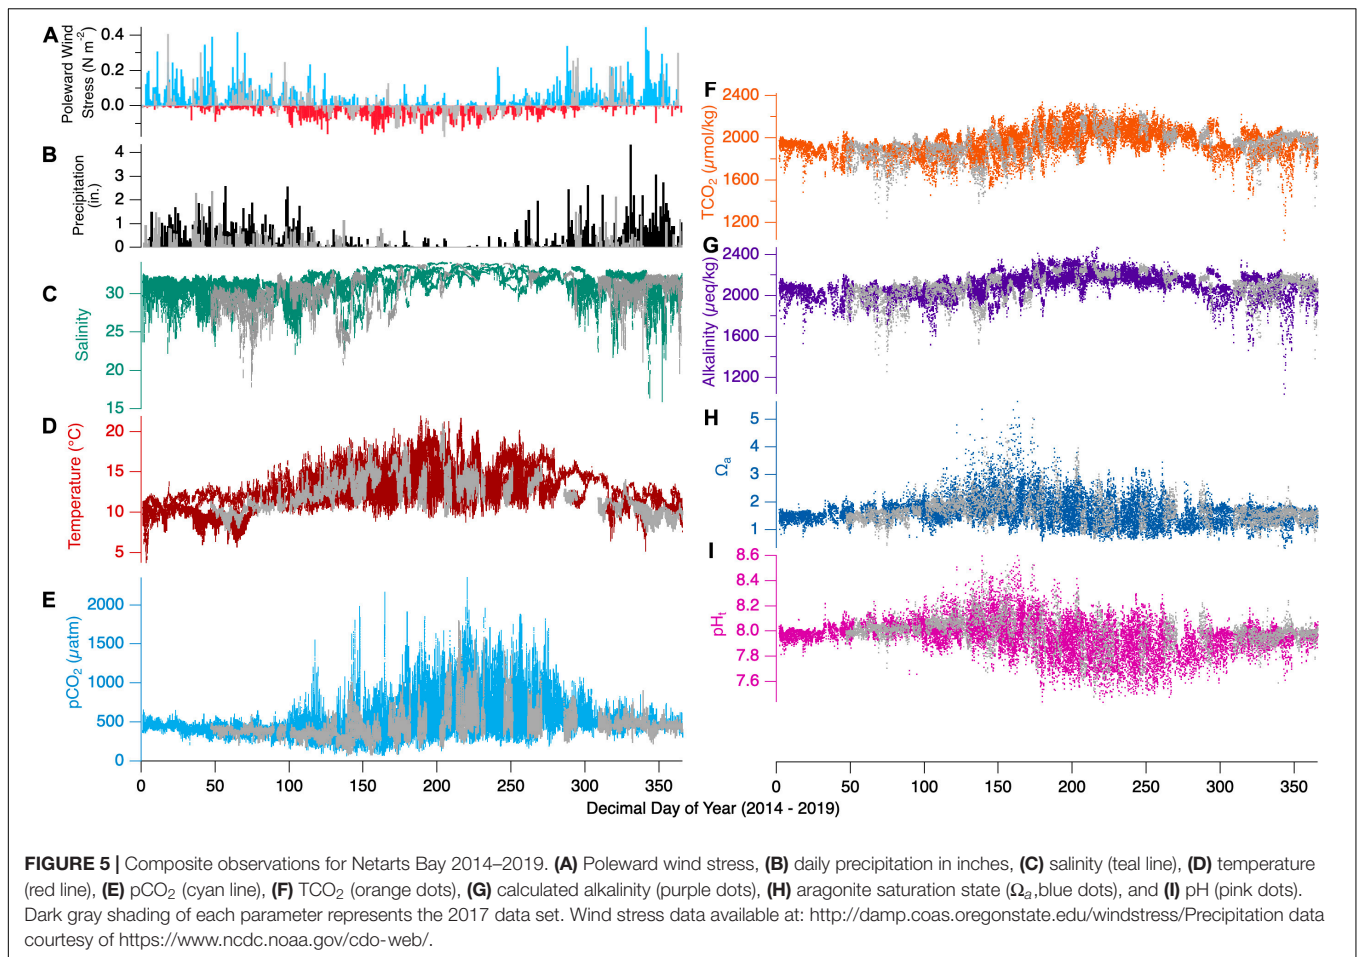 A
Poleward Wind
Stress (N m-2)
0.4
0.2
0.0
B
Precipitation
(in.)
4
3
2
1
0
C
Salinity
30
25
20
15
D
Temperature (°C)
20
15
10
5
E
pCO2 (µatm)
2000
1500
1000
500
0
0 50 100 150 200 250 300 350
F
TCO2 (µmol/kg)
2400
2000
1600
1200
G
Alkalinity (µeq/kg)
2400
2000
1600
1200
H
Ωa
5
4
3
2
1
I
pHt
8.6
8.4
8.2
8.0
7.8
7.6
0 50 100 150 200 250 300 350
Decimal Day of Year (2014 - 2019)
FIGURE 5 | Composite observations for Netarts Bay 2014–2019. (A) Poleward wind stress, (B) daily precipitation in inches, (C) salinity (teal line), (D) temperature
(red line), (E) pCO2 (cyan line), (F) TCO2 (orange dots), (G) calculated alkalinity (purple dots), (H) aragonite saturation state (Ωa,blue dots), and (I) pH (pink dots).
Dark gray shading of each parameter represents the 2017 data set. Wind stress data available at: http://damp.coas.oregonstate.edu/windstress/Precipitation data
courtesy of https://www.ncdc.noaa.gov/cdo-web/.